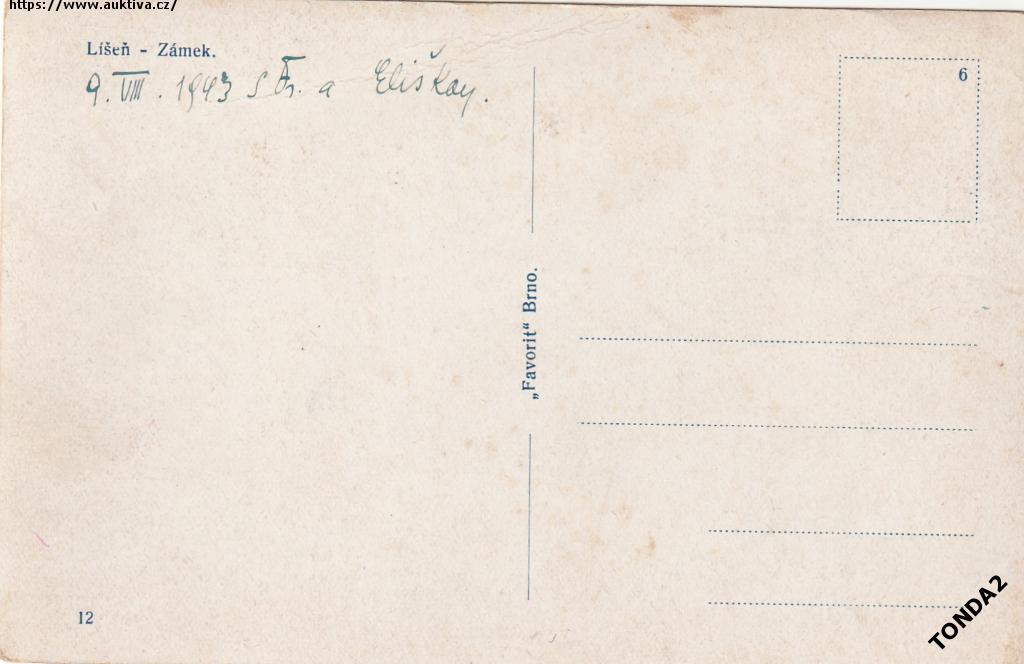 https://www.auktiva.cz/
Líšeň - Zámek.
9. VIII. 1943 s Fr. a Eliškou.
6
„Favorit“ Brno.
12
TONDA2